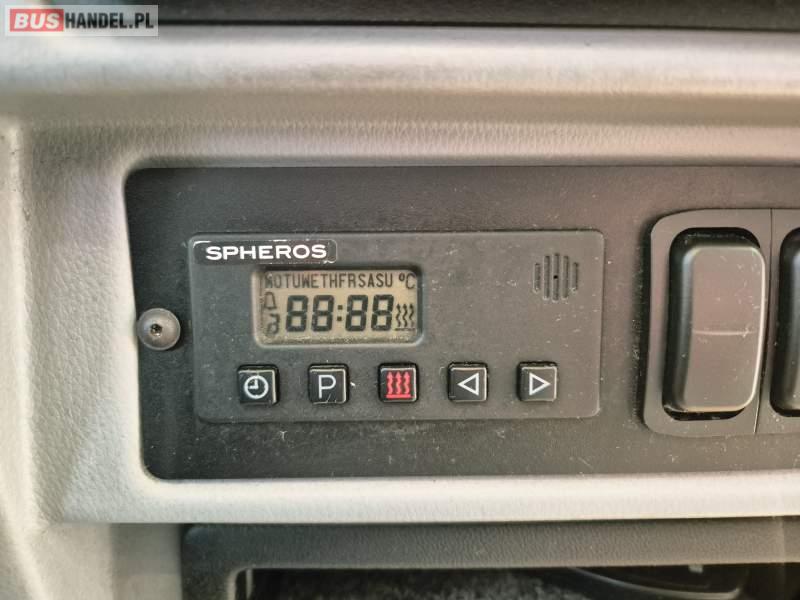 BUSHANDEL.PL
SPHEROS
MOTUWETHFRSASU °C
88:88
P